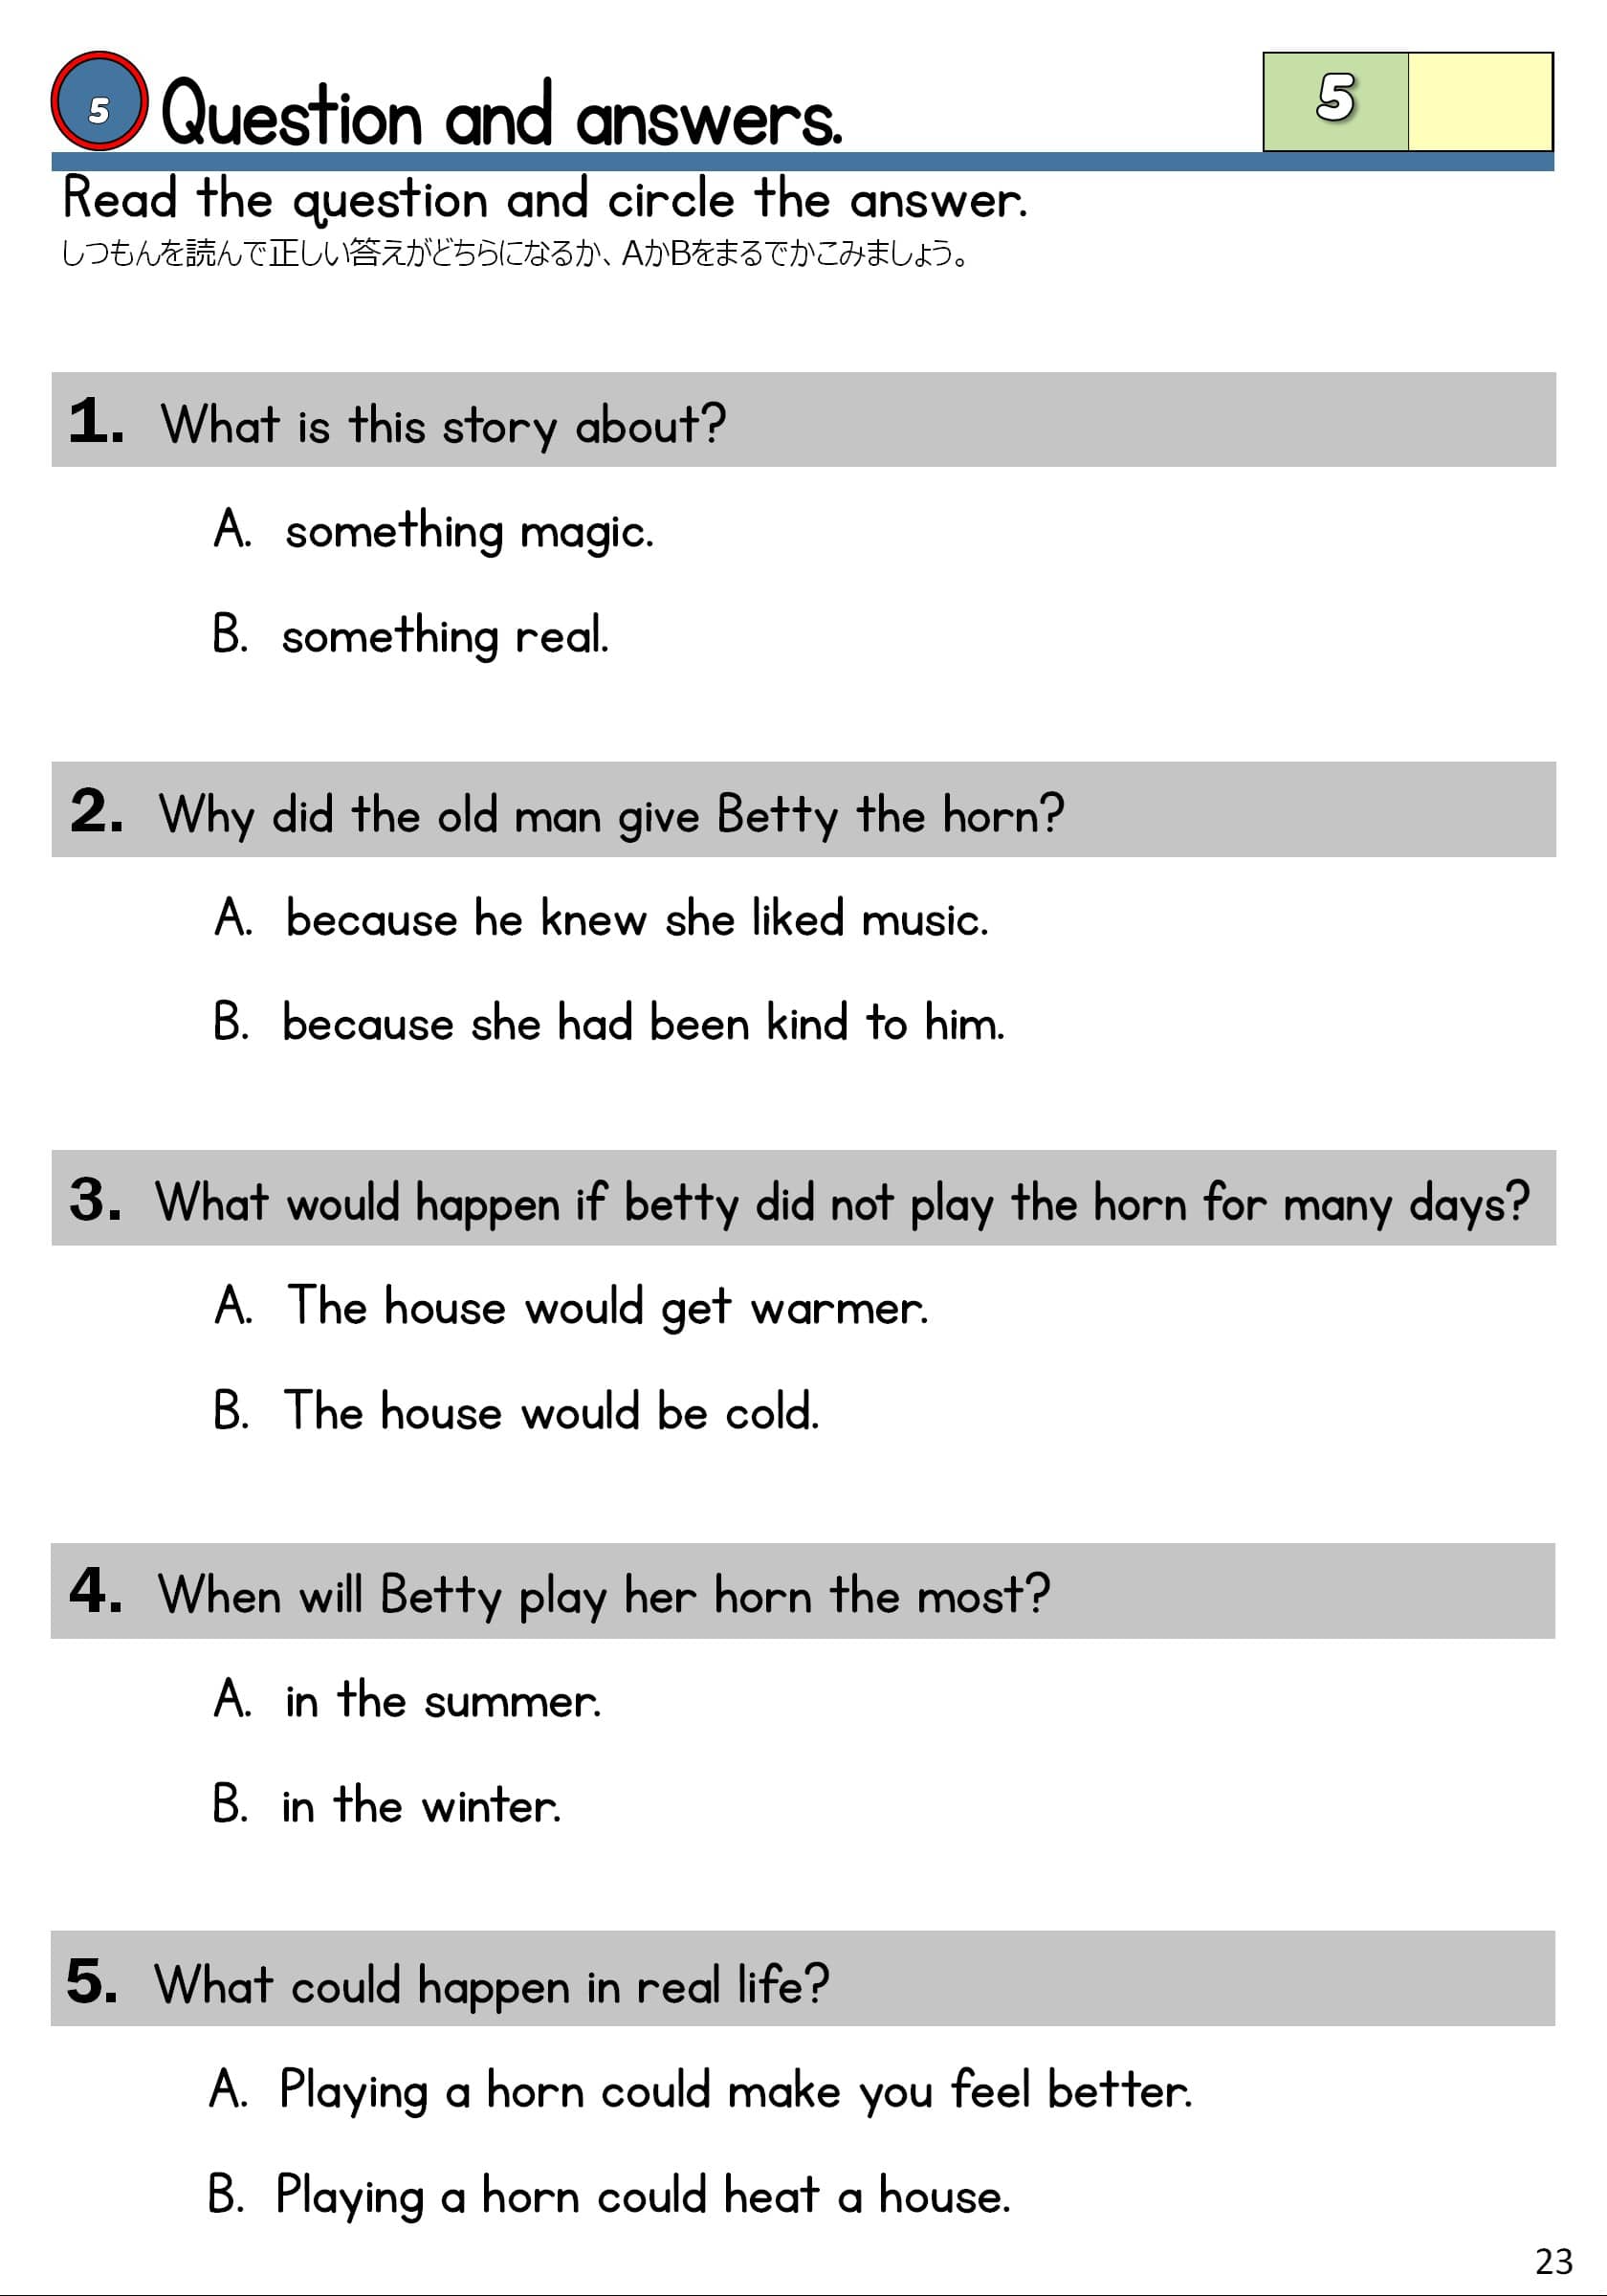 5 Question and answers. 5
Read the question and circle the answer.
しつもんを読んで正しい答えがどちらになるか、AかBをまるでかこみましょう。
1. What is this story about?
A. something magic.
B. something real.
2. Why did the old man give Betty the horn?
A. because he knew she liked music.
B. because she had been kind to him.
3. What would happen if betty did not play the horn for many days?
A. The house would get warmer.
B. The house would be cold.
4. When will Betty play her horn the most?
A. in the summer.
B. in the winter.
5. What could happen in real life?
A. Playing a horn could make you feel better.
B. Playing a horn could heat a house.
23